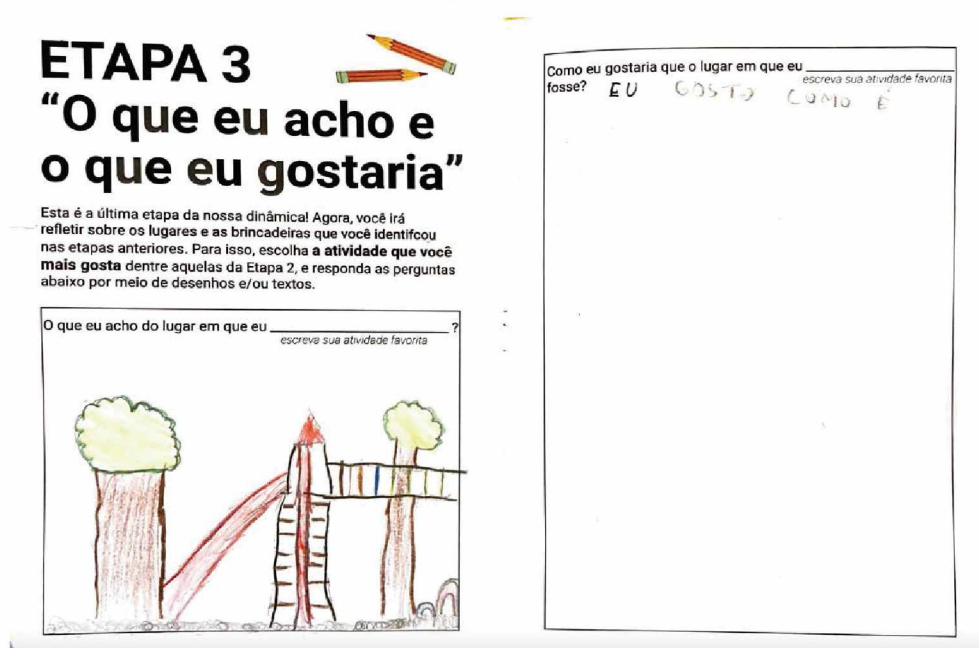 ETAPA 3
“O que eu acho e
o que eu gostaria”
Esta é a última etapa da nossa dinâmica! Agora, você irá
refletir sobre os lugares e as brincadeiras que você identifcou
nas etapas anteriores. Para isso, escolha a atividade que você
mais gosta dentre aquelas da Etapa 2, e responda as perguntas
abaixo por meio de desenhos e/ou textos.
O que eu acho do lugar em que eu ____________________?
escreva sua atividade favorita
Como eu gostaria que o lugar em que eu ____________________
escreva sua atividade favorita
fosse? EU GOSTO COMO É